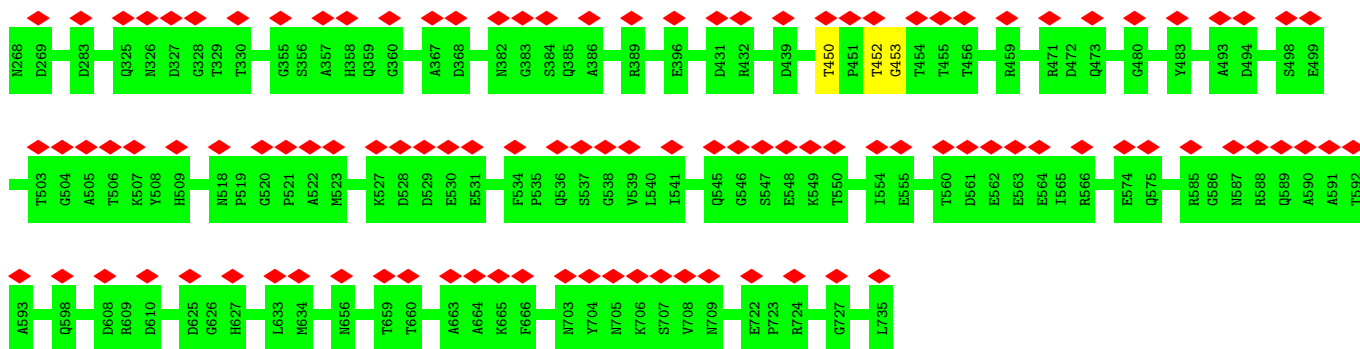 N268 D269 D283 Q325 N326 D327 G328 T329 T330 G355 S356 A357 H358 Q359 G360 A367 D368 N382 G383 S384 Q385 A386 R389 E396 D431 R432 D439 T450 P451 T452 G453 T454 T455 T456 R459 R471 D472 Q473 G480 Y483 A493 D494 S498 E499
T503 G504 A505 T506 K507 Y508 H509 N518 P519 G520 P521 A522 M523 K527 D528 D529 E530 E531 F534 P535 Q536 S537 G538 V539 L540 I541 Q545 G546 S547 E548 K549 T550 I554 E555 T560 D561 E562 E563 E564 I565 R566 E574 Q575 R585 G586 N587 R588 Q589 A590 A591 T592
A593 Q598 D608 R609 D610 D625 G626 H627 L633 M634 N656 T659 T660 A663 A664 K665 F666 N703 Y704 N705 K706 S707 V708 N709 E722 P723 R724 G727 L735